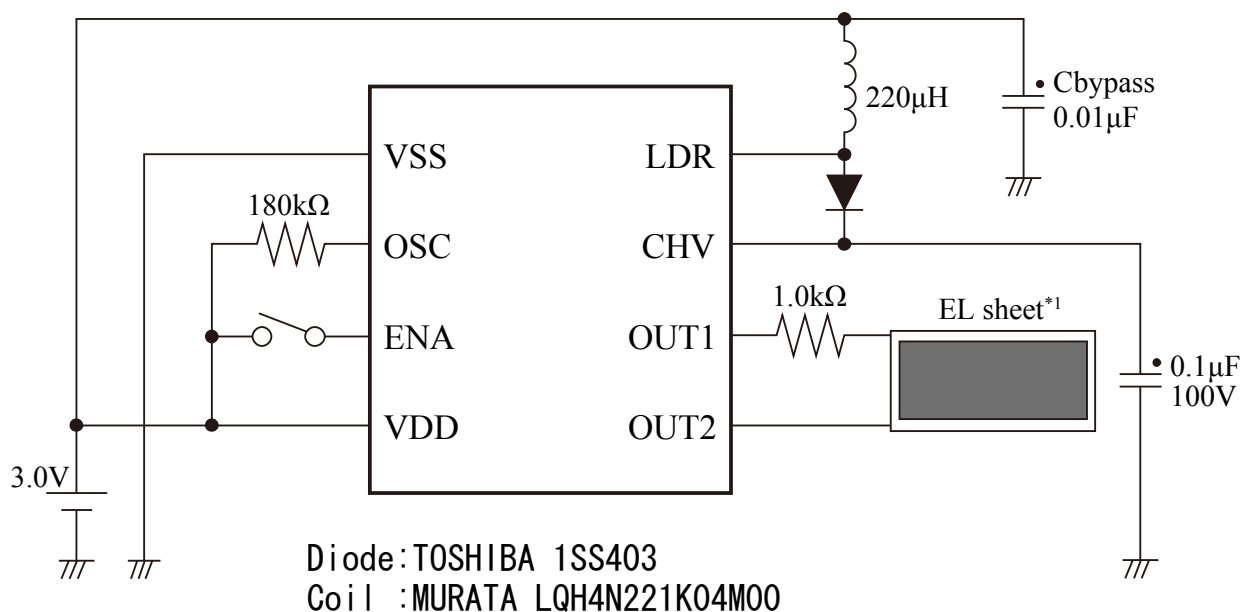 Cbypass
0.01μF
220μH
VSS
LDR
180kΩ
OSC
CHV
1.0kΩ
EL sheet*1
ENA
OUT1
0.1μF
100V
VDD
OUT2
3.0V
Diode:TOSHIBA 1SS403
Coil :MURATA LQH4N221K04M00